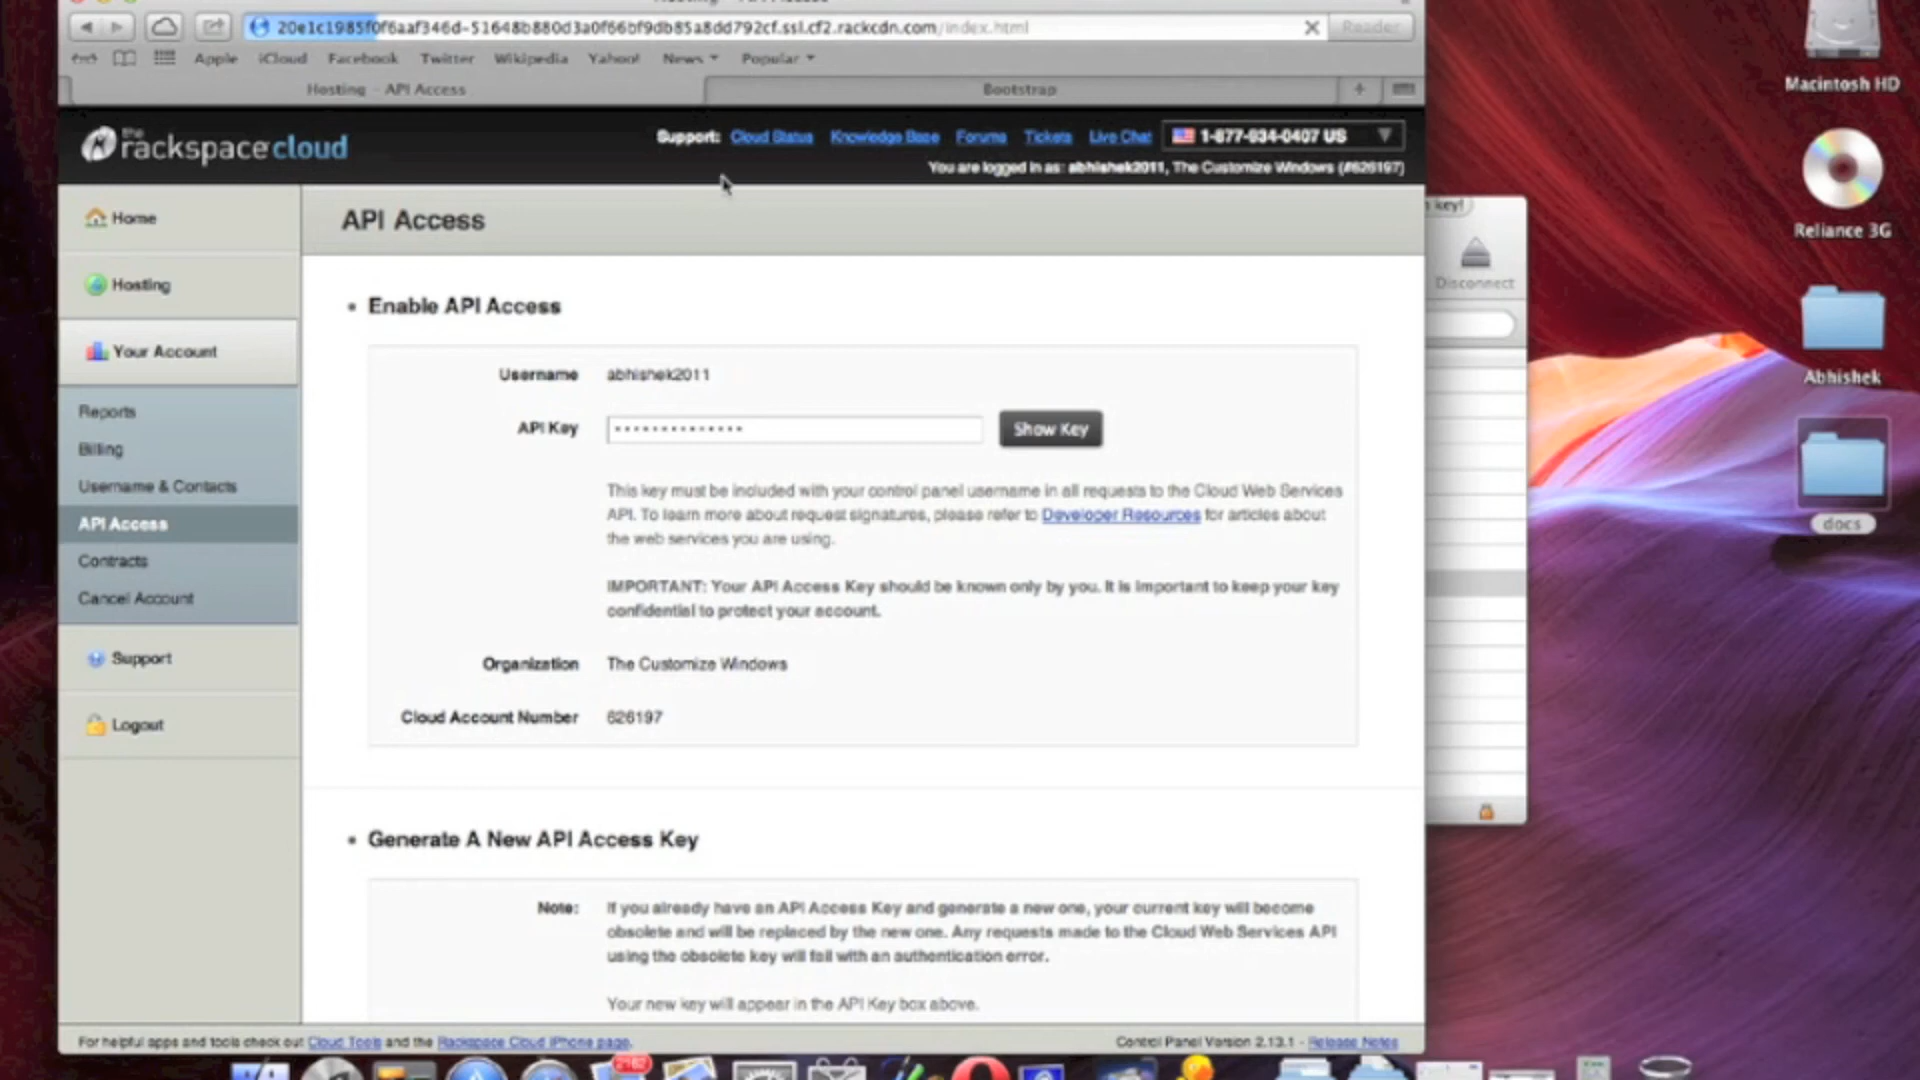 20e1c1985f0f6aaf346d-51648b880d3a0f66bf9db85a8dd792cf.ssl.cf2.rackcdn.com/index.html
Reader
Apple iCloud Facebook Twitter Wikipedia Yahoo! News Popular
Hosting - API Access
Bootstrap
the rackspacecloud
Support: Cloud Status Knowledge Base Forums Tickets Live Chat 1-877-934-0407 US
You are logged in as: abhishek2011, The Customize Windows (#626197)
Home
Hosting
Your Account
Reports
Billing
Username & Contacts
API Access
Contracts
Cancel Account
Support
Logout
API Access
Enable API Access
Username abhishek2011
API Key •••••••••••••• Show Key
This key must be included with your control panel username in all requests to the Cloud Web Services
API. To learn more about request signatures, please refer to Developer Resources for articles about
the web services you are using.
IMPORTANT: Your API Access Key should be known only by you. It is important to keep your key
confidential to protect your account.
Organization The Customize Windows
Cloud Account Number 626197
Generate A New API Access Key
Note: If you already have an API Access Key and generate a new one, your current key will become
obsolete and will be replaced by the new one. Any requests made to the Cloud Web Services API
using the obsolete key will fail with an authentication error.
Your new key will appear in the API Key box above.
For helpful apps and tools check out Cloud Tools and the Rackspace Cloud iPhone page.
Control Panel Version 2.13.1 - Release Notes
key!
Disconnect
Macintosh HD
Reliance 3G
Abhishek
docs